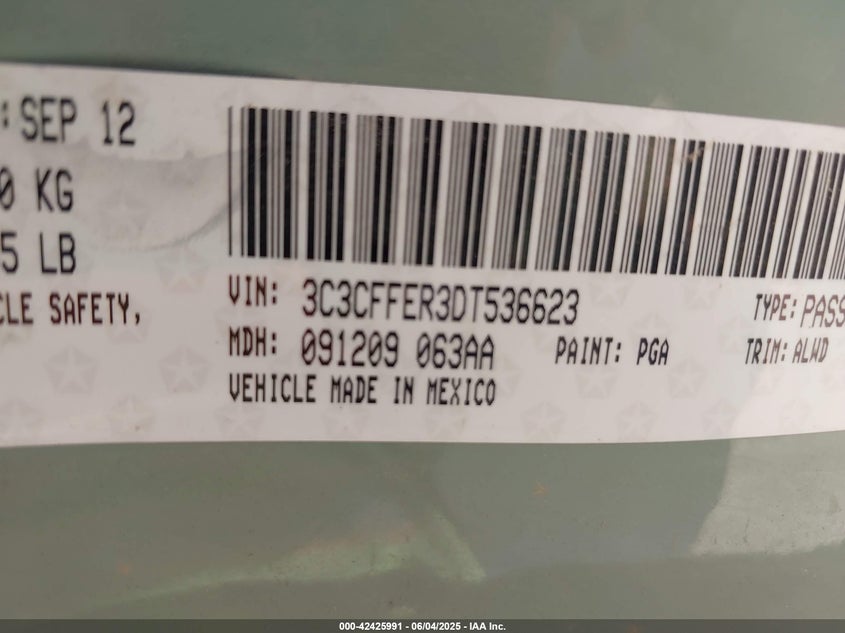 : SEP 12
0 KG
5 LB
CLE SAFETY,
VIN: 3C3CFFER3DT536623 TYPE: PASS
MDH: 091209 063AA PAINT: PGA TRIM: ALWD
VEHICLE MADE IN MEXICO
000-42425991 - 06/04/2025 - IAA Inc.